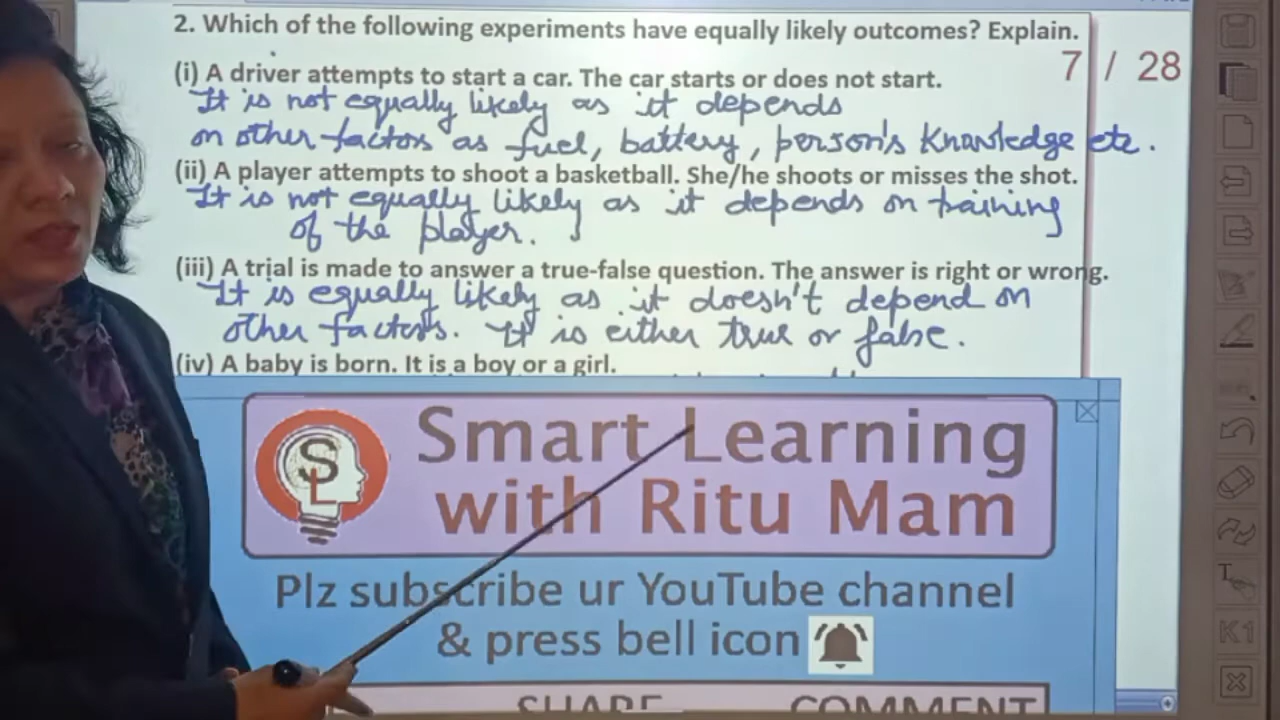 2. Which of the following experiments have equally likely outcomes? Explain.
7 / 28
(i) A driver attempts to start a car. The car starts or does not start.
It is not equally likely as it depends
on other factors as fuel, battery, person's knowledge etc.
(ii) A player attempts to shoot a basketball. She/he shoots or misses the shot.
It is not equally likely as it depends on training
of the player.
(iii) A trial is made to answer a true-false question. The answer is right or wrong.
It is equally likely as it doesn't depend on
other factors. It is either true or false.
(iv) A baby is born. It is a boy or a girl.
S
L
Smart Learning
with Ritu Mam
Plz subscribe ur YouTube channel
& press bell icon
SHARE COMMENT
T
K1